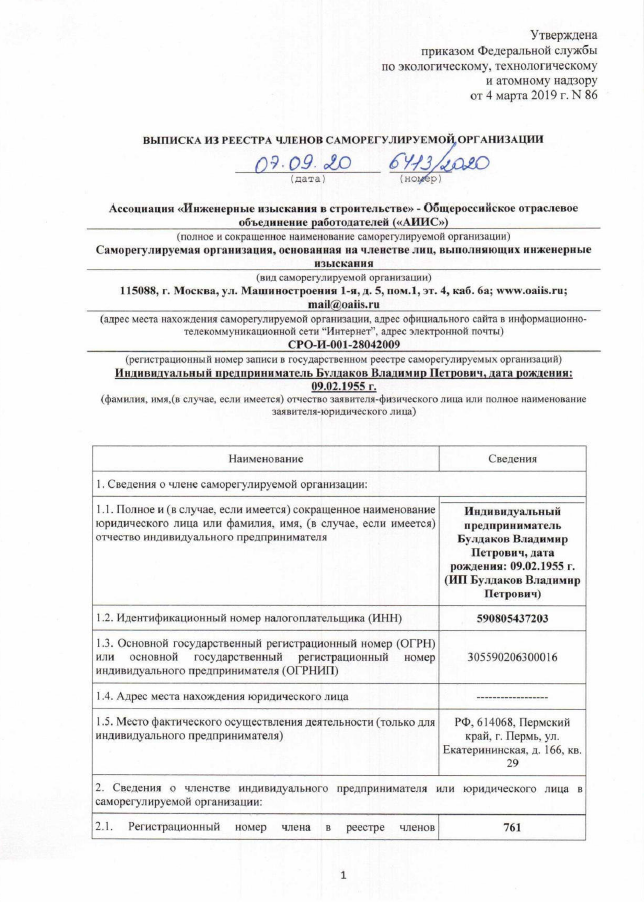 Утверждена
приказом Федеральной службы
по экологическому, технологическому
и атомному надзору
от 4 марта 2019 г. N 86
ВЫПИСКА ИЗ РЕЕСТРА ЧЛЕНОВ САМОРЕГУЛИРУЕМОЙ ОРГАНИЗАЦИИ
07.09.20 6413/2020
(дата) (номер)
Ассоциация «Инженерные изыскания в строительстве» - Общероссийское отраслевое
объединение работодателей («АИИС»)
(полное и сокращенное наименование саморегулируемой организации)
Саморегулируемая организация, основанная на членстве лиц, выполняющих инженерные
изыскания
(вид саморегулируемой организации)
115088, г. Москва, ул. Машиностроения 1-я, д. 5, пом.1, эт. 4, каб. 6а; www.oaiis.ru;
mail@oaiis.ru
(адрес места нахождения саморегулируемой организации, адрес официального сайта в информационно-
телекоммуникационной сети “Интернет”, адрес электронной почты)
СРО-И-001-28042009
(регистрационный номер записи в государственном реестре саморегулируемых организаций)
Индивидуальный предприниматель Булдаков Владимир Петрович, дата рождения:
09.02.1955 г.
(фамилия, имя,(в случае, если имеется) отчество заявителя-физического лица или полное наименование
заявителя-юридического лица)
Наименование Сведения
1. Сведения о члене саморегулируемой организации:
1.1. Полное и (в случае, если имеется) сокращенное наименование
юридического лица или фамилия, имя, (в случае, если имеется)
отчество индивидуального предпринимателя
Индивидуальный
предприниматель
Булдаков Владимир
Петрович, дата
рождения: 09.02.1955 г.
(ИП Булдаков Владимир
Петрович)
1.2. Идентификационный номер налогоплательщика (ИНН) 590805437203
1.3. Основной государственный регистрационный номер (ОГРН)
или основной государственный регистрационный номер
индивидуального предпринимателя (ОГРНИП)
305590206300016
1.4. Адрес места нахождения юридического лица -----------------
1.5. Место фактического осуществления деятельности (только для
индивидуального предпринимателя)
РФ, 614068, Пермский
край, г. Пермь, ул.
Екатерининская, д. 166, кв.
29
2. Сведения о членстве индивидуального предпринимателя или юридического лица в
саморегулируемой организации:
2.1. Регистрационный номер члена в реестре членов 761
1